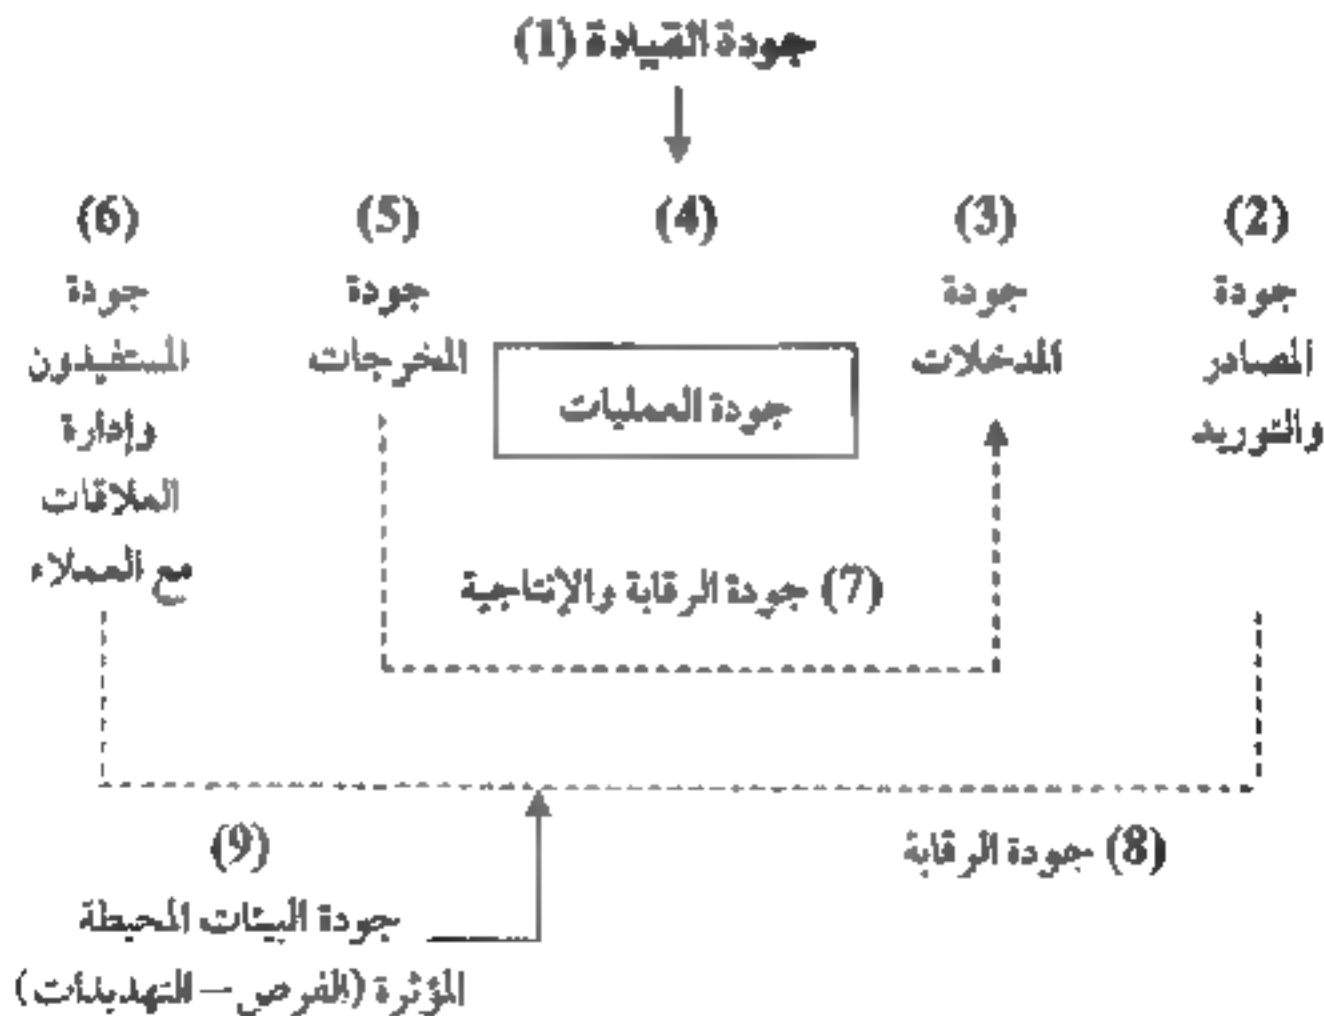 جودة القيادة (1)
(2)
جودة
المصادر
والتوريد
(3)
جودة
المدخلات
(4)
جودة العمليات
(5)
جودة
المخرجات
(6)
جودة
المستفيدون
وإدارة
العلاقات
مع العملاء
(7) جودة الرقابة والإنتاجية
(8) جودة الرقابة
(9)
جودة البيئات المحيطة
المؤثرة (الفرص – التهديدات)